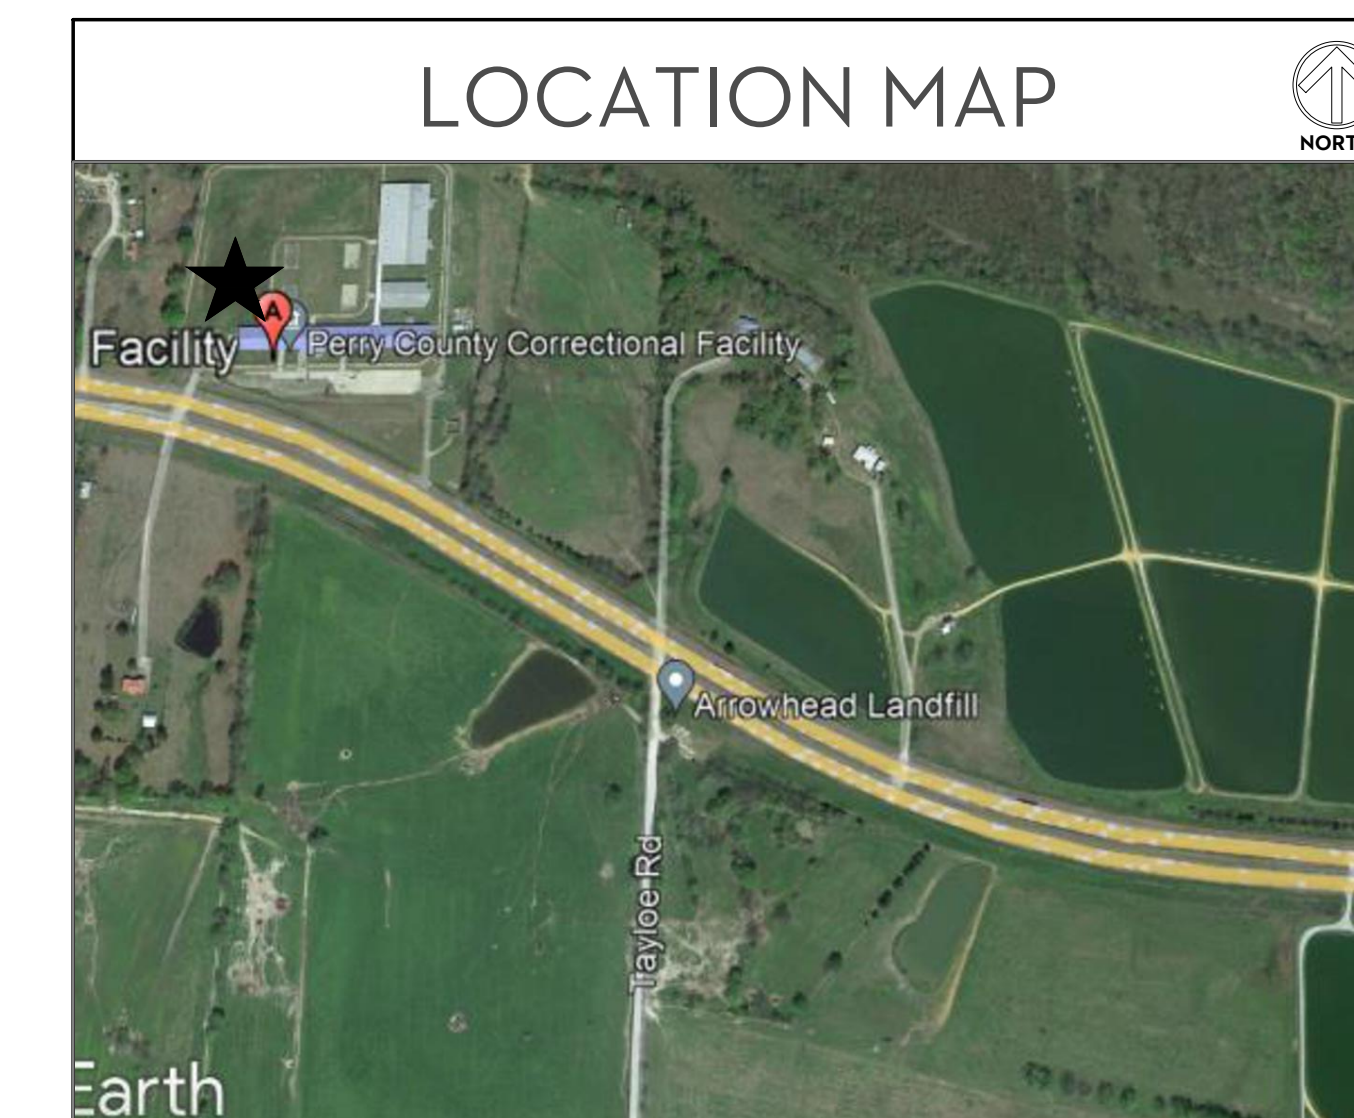 LOCATION MAP
NORT
A
Facility
Perry County Correctional Facility
Arrowhead Landfill
Tayloe Rd
Earth